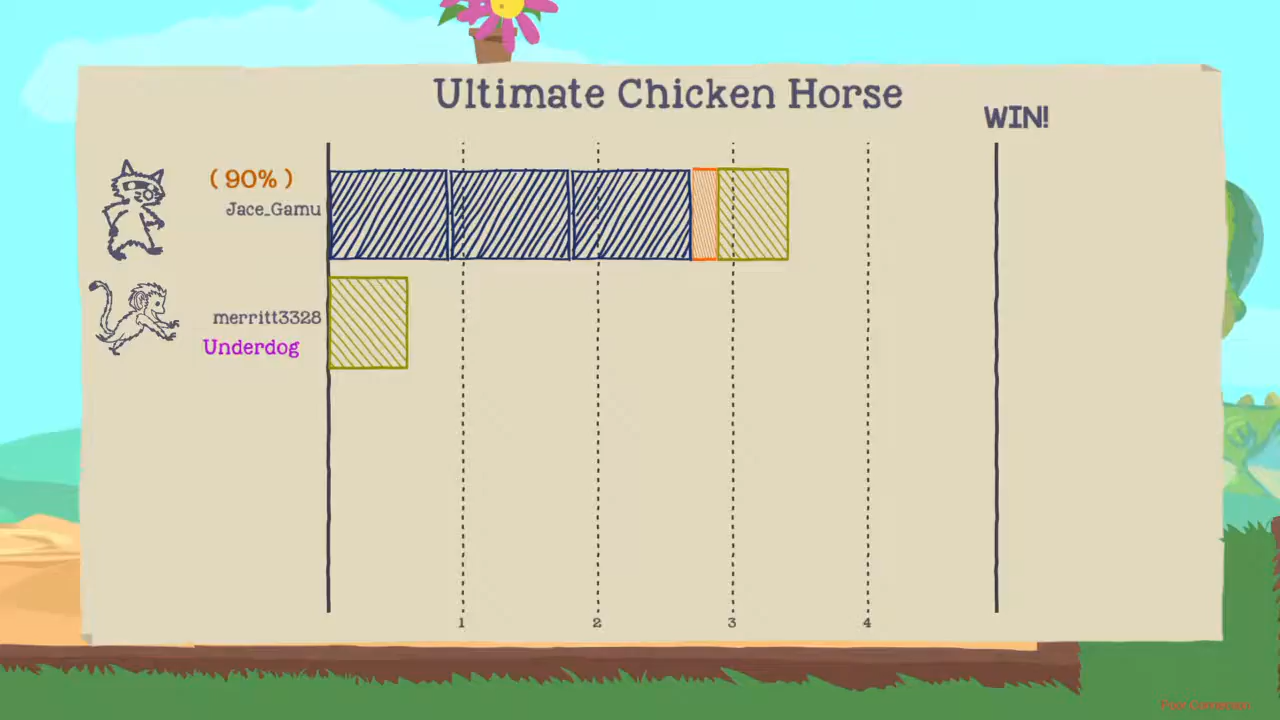 Ultimate Chicken Horse
WIN!
( 90% )
Jace_Gamu
merritt3328
Underdog
1 2 3 4